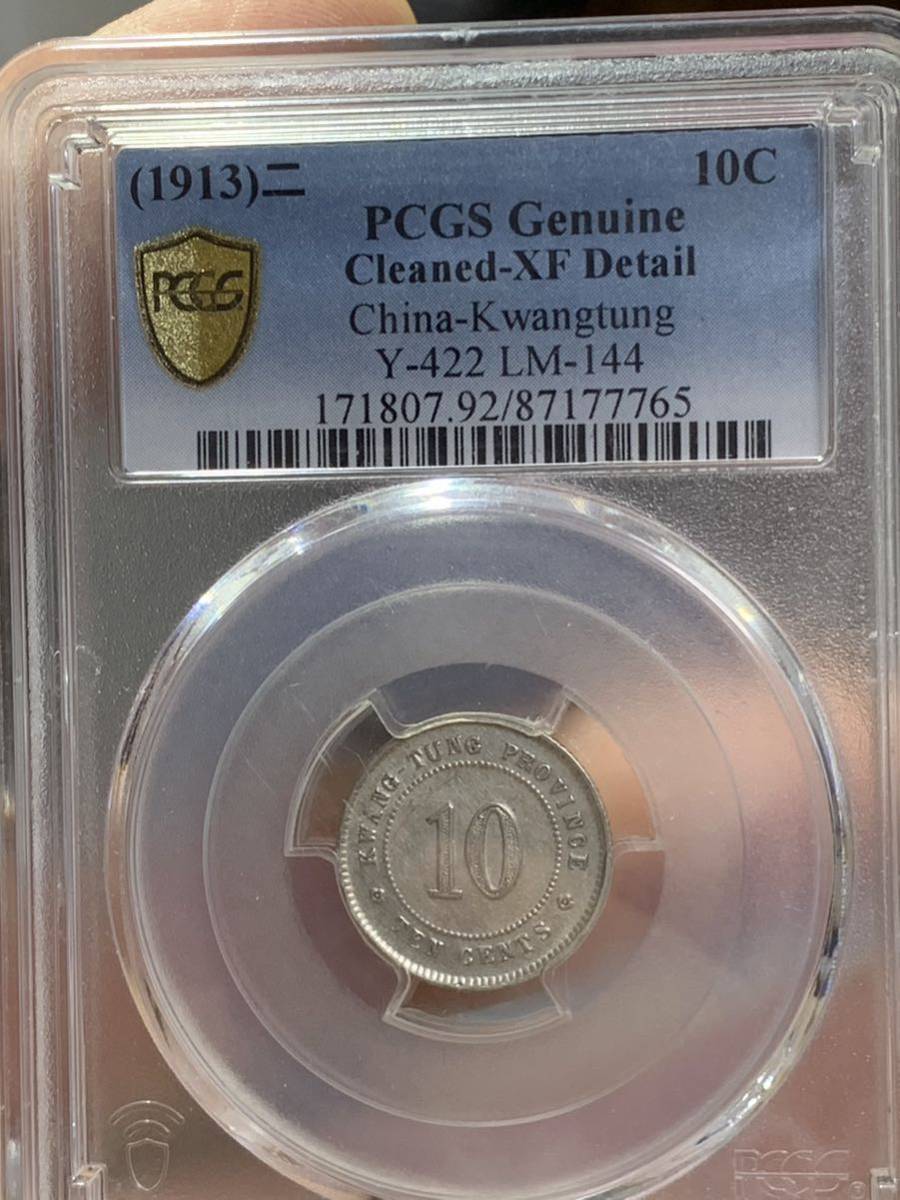 (1913)二 10C
PCGS Genuine
Cleaned-XF Detail
PCGS
China-Kwangtung
Y-422 LM-144
171807.92/87177765
KWANG-TUNG PROVINCE
10
TEN CENTS
PCGS